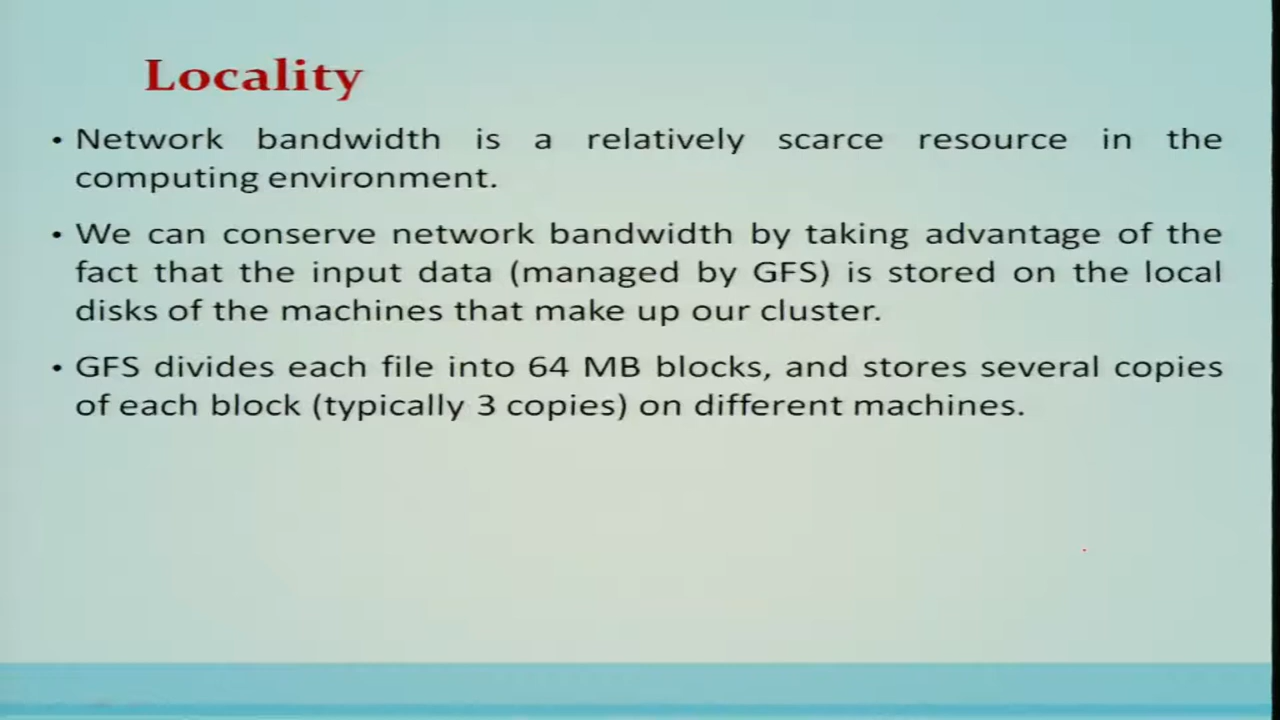 Locality
• Network bandwidth is a relatively scarce resource in the
computing environment.
• We can conserve network bandwidth by taking advantage of the
fact that the input data (managed by GFS) is stored on the local
disks of the machines that make up our cluster.
• GFS divides each file into 64 MB blocks, and stores several copies
of each block (typically 3 copies) on different machines.